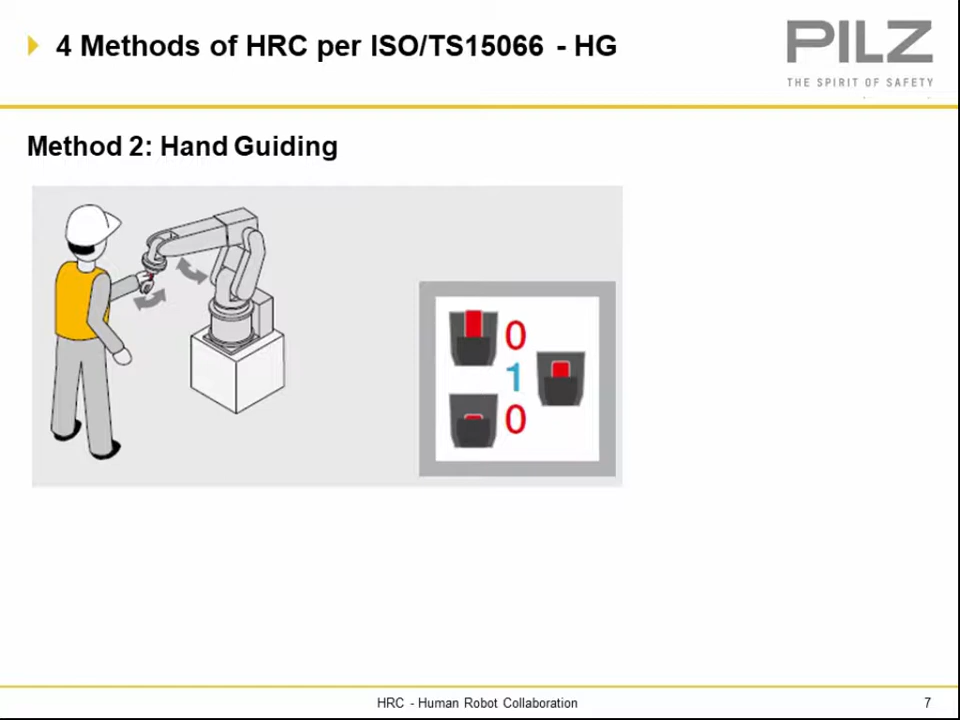 4 Methods of HRC per ISO/TS15066 - HG
PILZ
THE SPIRIT OF SAFETY
Method 2: Hand Guiding
0
1
0
HRC - Human Robot Collaboration
7